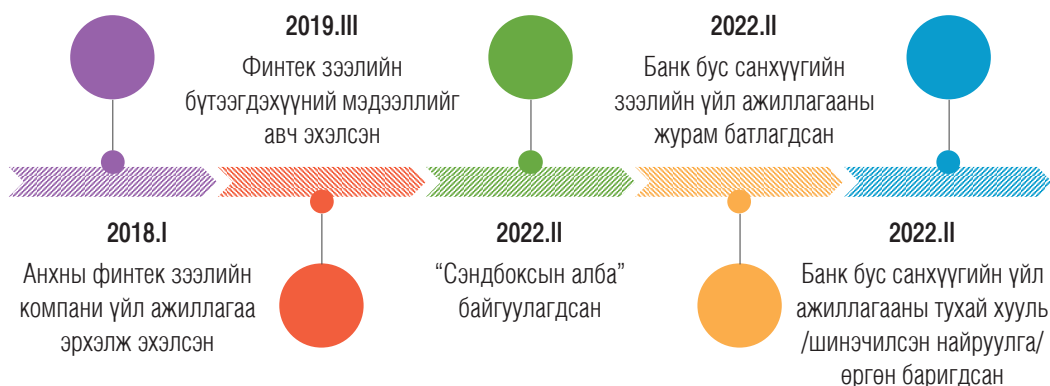 2018.I
Анхны финтек зээлийн
компани үйл ажиллагаа
эрхэлж эхэлсэн
2019.III
Финтек зээлийн
бүтээгдэхүүний мэдээллийг
авч эхэлсэн
2022.II
“Сэндбоксын алба”
байгуулагдсан
2022.II
Банк бус санхүүгийн
зээлийн үйл ажиллагааны
журам батлагдсан
2022.II
Банк бус санхүүгийн үйл
ажиллагааны тухай хууль
/шинэчилсэн найруулга/
өргөн баригдсан